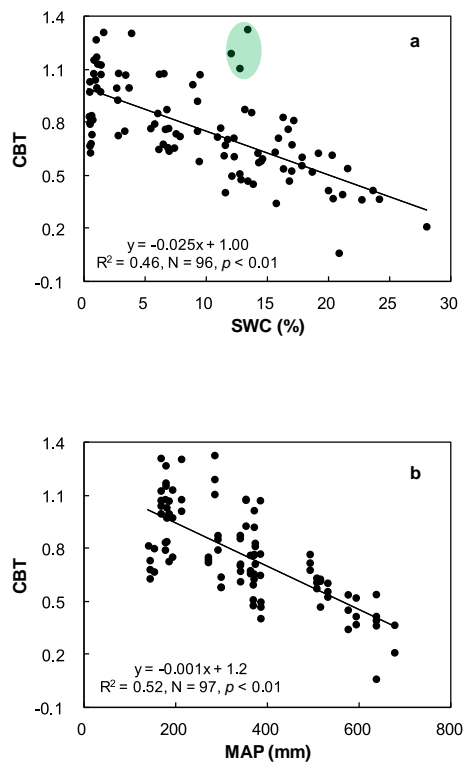 1.4
a
1.1
0.8
CBT
0.5
0.2
y = -0.025x + 1.00
R² = 0.46, N = 96, p < 0.01
-0.1
0 5 10 15 20 25 30
SWC (%)
1.4
b
1.1
0.8
CBT
0.5
0.2
y = -0.001x + 1.2
R² = 0.52, N = 97, p < 0.01
-0.1
0 200 400 600 800
MAP (mm)